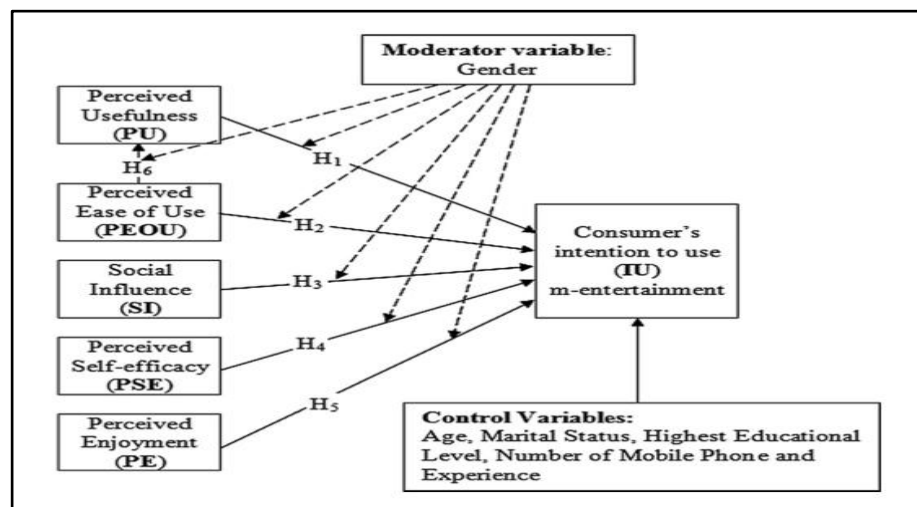 Moderator variable:
Gender
Perceived
Usefulness
(PU)
H1
H6
Perceived
Ease of Use
(PEOU)
H2
Social
Influence
(SI)
H3
Perceived
Self-efficacy
(PSE)
H4
Perceived
Enjoyment
(PE)
H5
Consumer's
intention to use
(IU)
m-entertainment
Control Variables:
Age, Marital Status, Highest Educational
Level, Number of Mobile Phone and
Experience